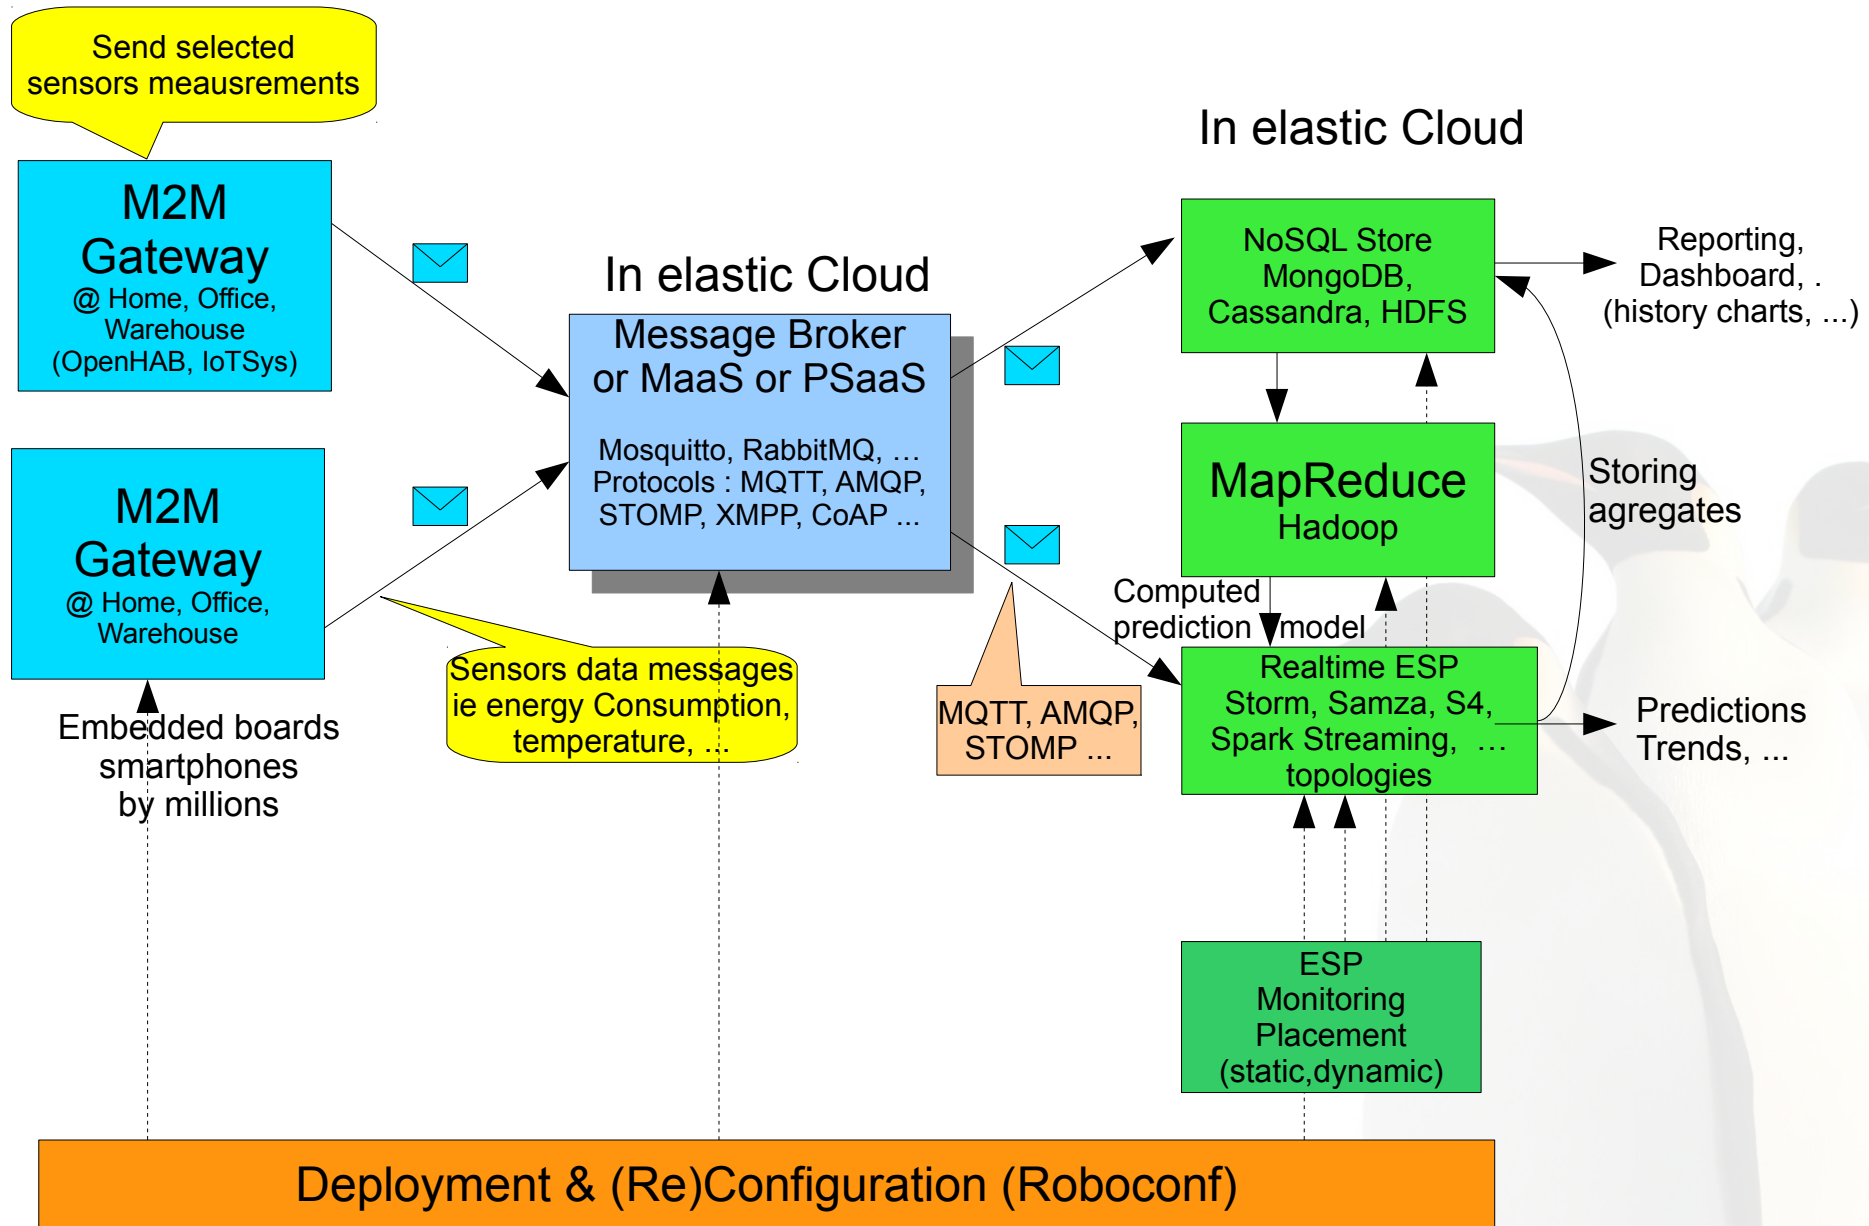 Send selected
sensors meausrements
M2M
Gateway
@ Home, Office,
Warehouse
(OpenHAB, IoTSys)
M2M
Gateway
@ Home, Office,
Warehouse
Embedded boards
smartphones
by millions
In elastic Cloud
Message Broker
or MaaS or PSaaS
Mosquitto, RabbitMQ, …
Protocols : MQTT, AMQP,
STOMP, XMPP, CoAP ...
Sensors data messages
ie energy Consumption,
temperature, ...
MQTT, AMQP,
STOMP ...
In elastic Cloud
NoSQL Store
MongoDB,
Cassandra, HDFS
Reporting,
Dashboard, .
(history charts, ...)
MapReduce
Hadoop
Storing
agregates
Computed
prediction model
Realtime ESP
Storm, Samza, S4,
Spark Streaming, …
topologies
Predictions
Trends, ...
ESP
Monitoring
Placement
(static,dynamic)
Deployment & (Re)Configuration (Roboconf)